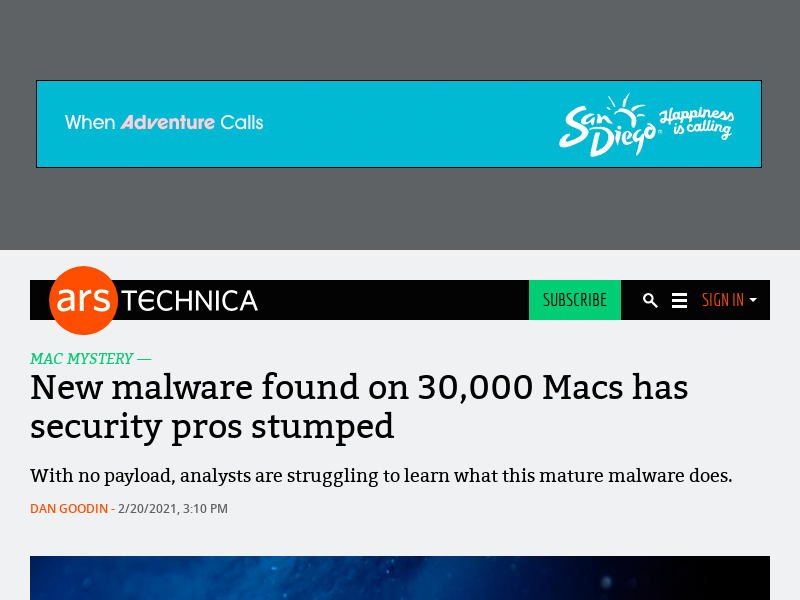 When Adventure Calls
San Diego® Happiness is calling
ars TECHNICA
SUBSCRIBE
SIGN IN
MAC MYSTERY —
New malware found on 30,000 Macs has
security pros stumped
With no payload, analysts are struggling to learn what this mature malware does.
DAN GOODIN - 2/20/2021, 3:10 PM